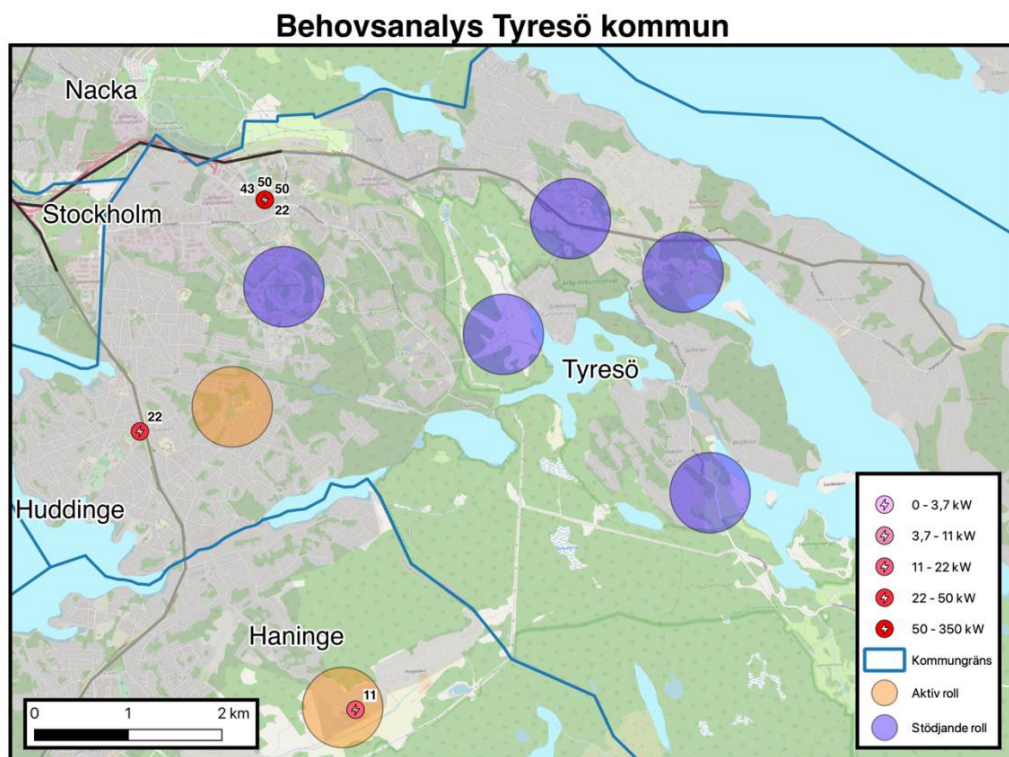 Behovsanalys Tyresö kommun
Nacka
43 50 50
22
Stockholm
Tyresö
22
Huddinge
Haninge
11
0 1 2 km
0 - 3,7 kW
3,7 - 11 kW
11 - 22 kW
22 - 50 kW
50 - 350 kW
Kommungräns
Aktiv roll
Stödjande roll